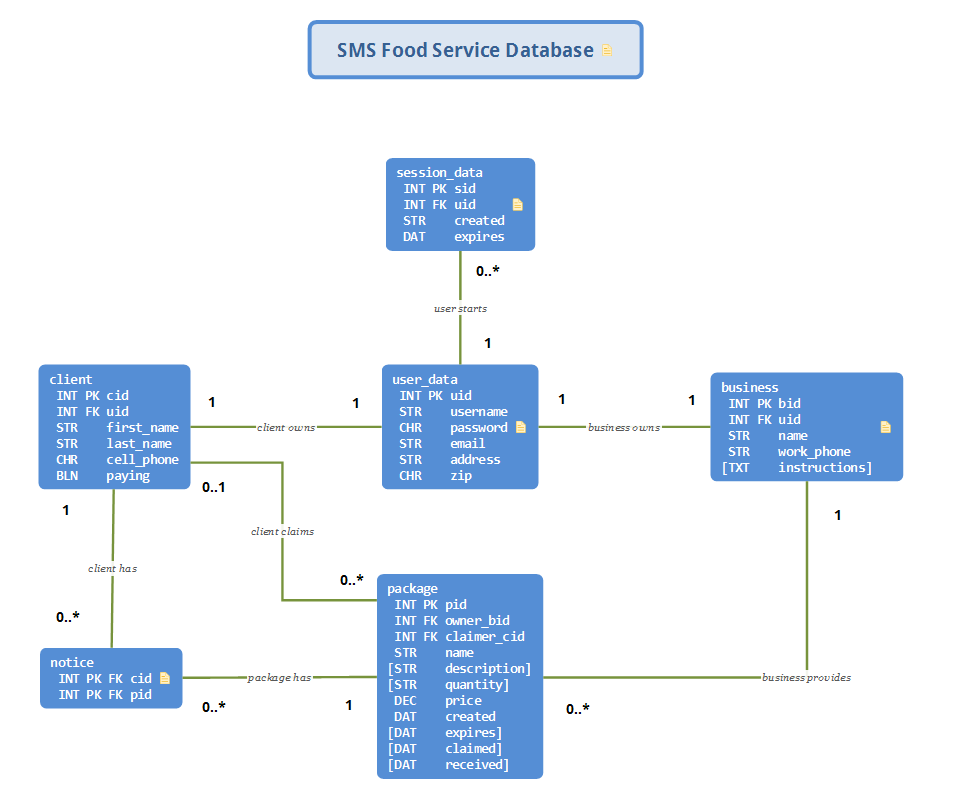 SMS Food Service Database
session_data
INT PK sid
INT FK uid
STR created
DAT expires
0..*
user starts
1
client
INT PK cid
INT FK uid
STR first_name
STR last_name
CHR cell_phone
BLN paying
1
client owns
1
user_data
INT PK uid
STR username
CHR password
STR email
STR address
CHR zip
1
business owns
1
business
INT PK bid
INT FK uid
STR name
STR work_phone
[TXT instructions]
0..1
client claims
0..*
1
client has
0..*
1
package
INT PK pid
INT FK owner_bid
INT FK claimer_cid
STR name
[STR description]
[STR quantity]
DEC price
DAT created
[DAT expires]
[DAT claimed]
[DAT received]
notice
INT PK FK cid
INT PK FK pid
package has
0..*
1
business provides
0..*